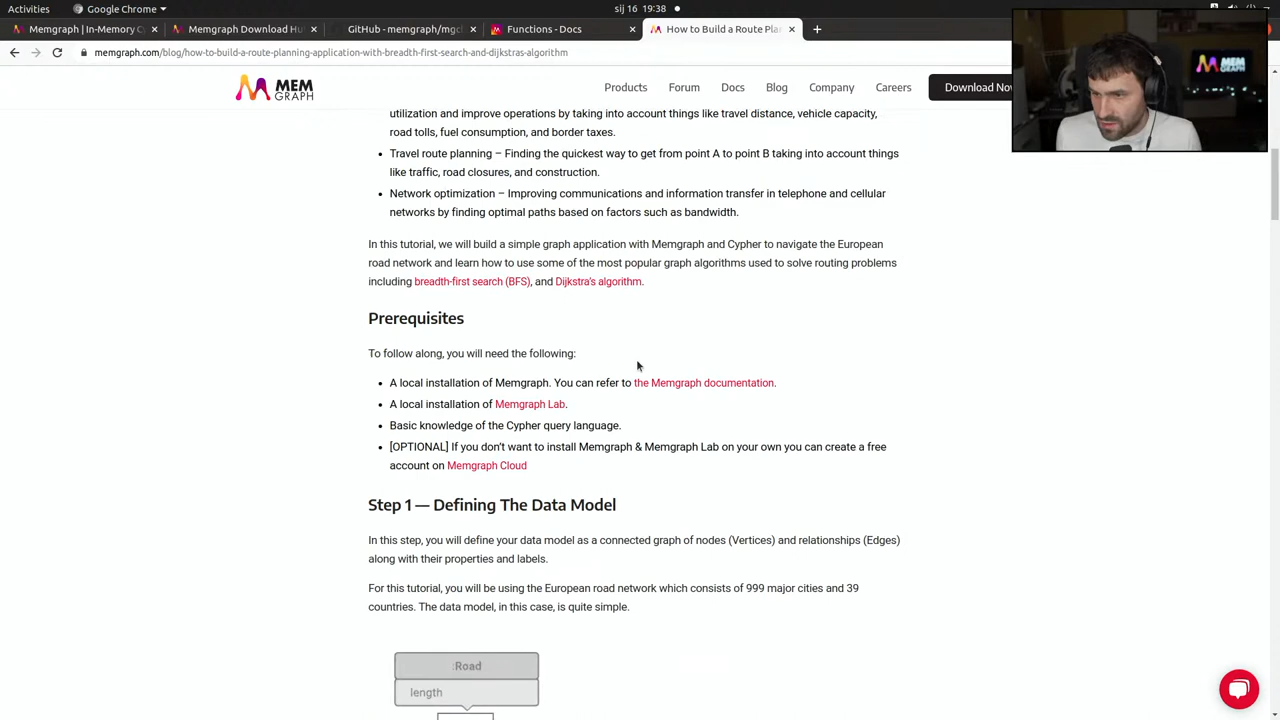 Activities
Google Chrome
sij 16 19:38
Memgraph | In-Memory Cy
Memgraph Download Hub
GitHub - memgraph/mgc
Functions - Docs
How to Build a Route Plan
memgraph.com/blog/how-to-build-a-route-planning-application-with-breadth-first-search-and-dijkstras-algorithm
MEM
GRAPH
Products
Forum
Docs
Blog
Company
Careers
Download Now
utilization and improve operations by taking into account things like travel distance, vehicle capacity,
road tolls, fuel consumption, and border taxes.
Travel route planning – Finding the quickest way to get from point A to point B taking into account things
like traffic, road closures, and construction.
Network optimization – Improving communications and information transfer in telephone and cellular
networks by finding optimal paths based on factors such as bandwidth.
In this tutorial, we will build a simple graph application with Memgraph and Cypher to navigate the European
road network and learn how to use some of the most popular graph algorithms used to solve routing problems
including breadth-first search (BFS), and Dijkstra's algorithm.
Prerequisites
To follow along, you will need the following:
A local installation of Memgraph. You can refer to the Memgraph documentation.
A local installation of Memgraph Lab.
Basic knowledge of the Cypher query language.
[OPTIONAL] If you don't want to install Memgraph & Memgraph Lab on your own you can create a free
account on Memgraph Cloud
Step 1 — Defining The Data Model
In this step, you will define your data model as a connected graph of nodes (Vertices) and relationships (Edges)
along with their properties and labels.
For this tutorial, you will be using the European road network which consists of 999 major cities and 39
countries. The data model, in this case, is quite simple.
:Road
length